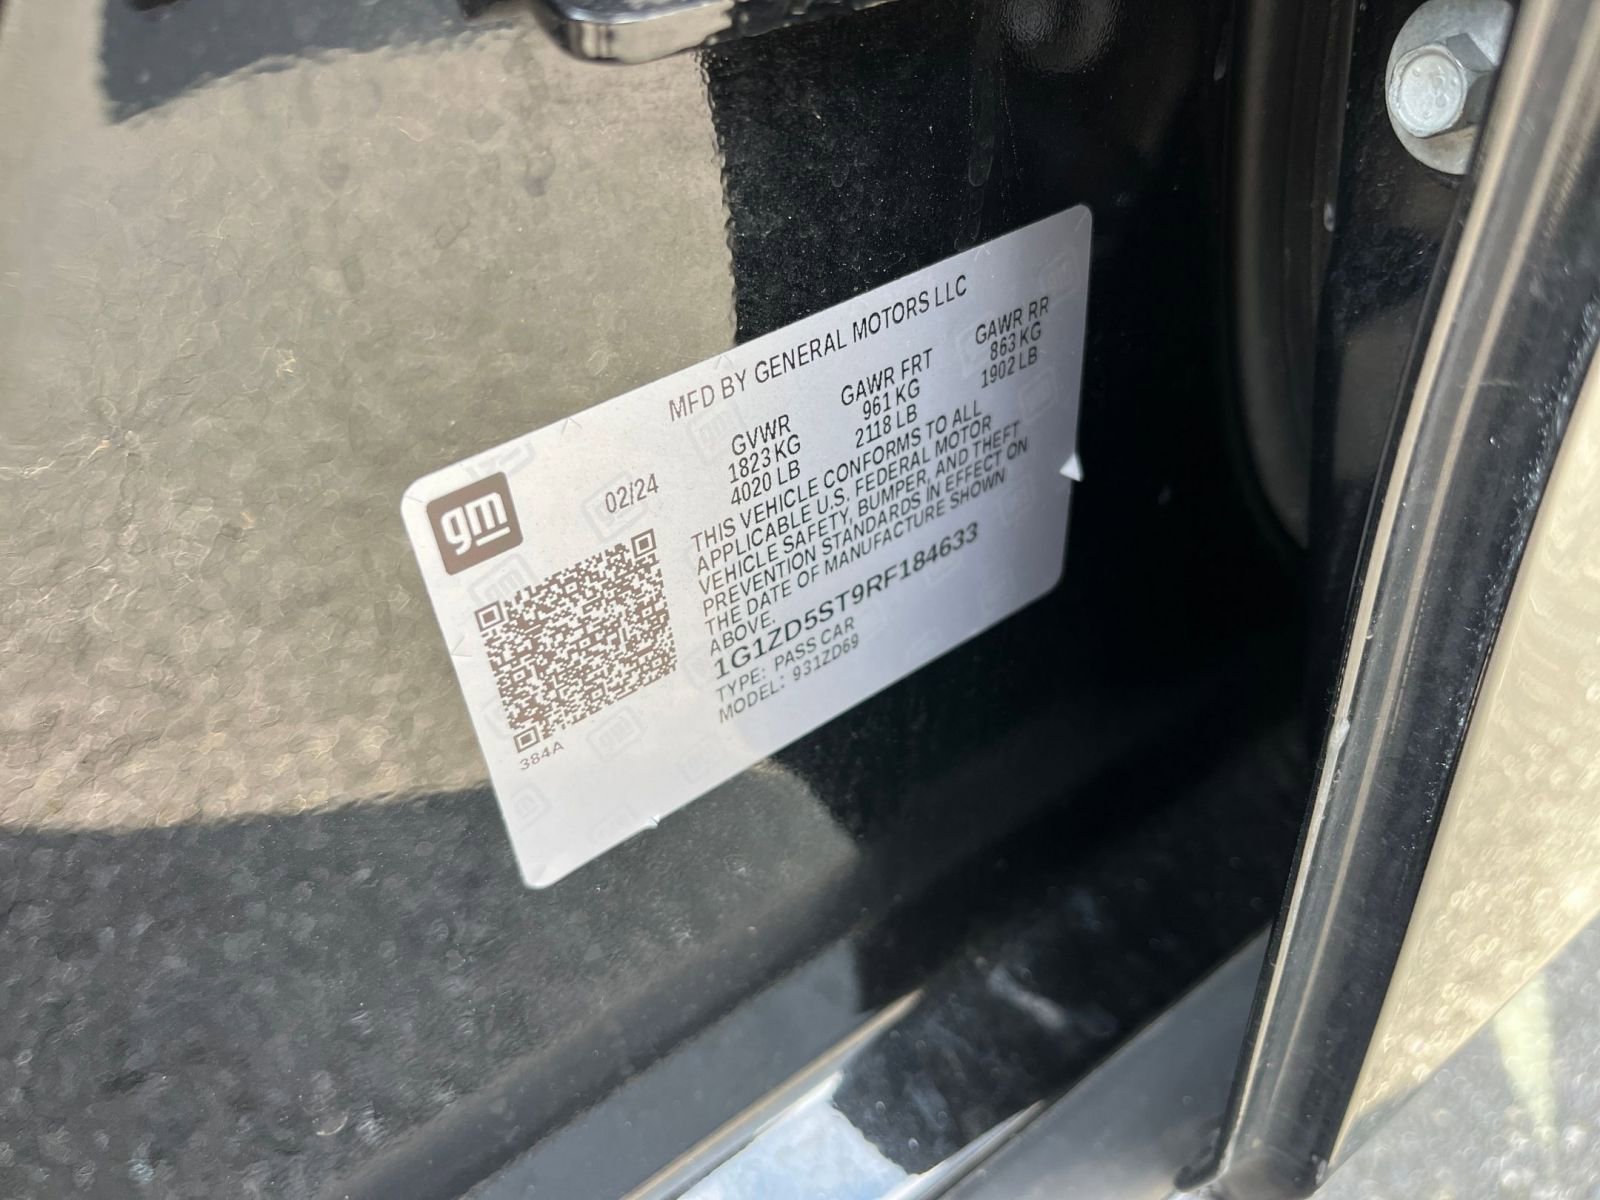 MFD BY GENERAL MOTORS LLC
gm
02/24
GVWR GAWR FRT GAWR RR
1823 KG 961 KG 863 KG
4020 LB 2118 LB 1902 LB
THIS VEHICLE CONFORMS TO ALL
APPLICABLE U.S. FEDERAL MOTOR
VEHICLE SAFETY, BUMPER, AND THEFT
PREVENTION STANDARDS IN EFFECT ON
THE DATE OF MANUFACTURE SHOWN
ABOVE.
1G1ZD5ST9RF184633
TYPE: PASS CAR
MODEL: 931ZD69
384A